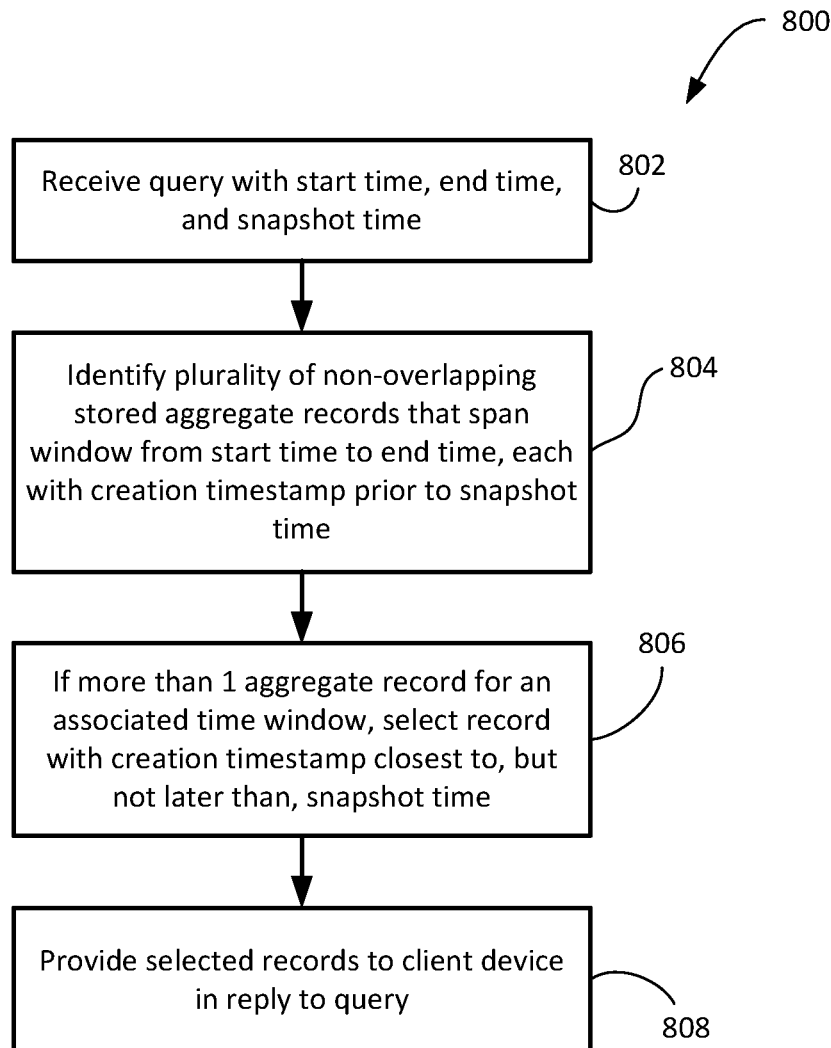 800
Receive query with start time, end time,
and snapshot time
802
Identify plurality of non-overlapping
stored aggregate records that span
window from start time to end time, each
with creation timestamp prior to snapshot
time
804
If more than 1 aggregate record for an
associated time window, select record
with creation timestamp closest to, but
not later than, snapshot time
806
Provide selected records to client device
in reply to query
808